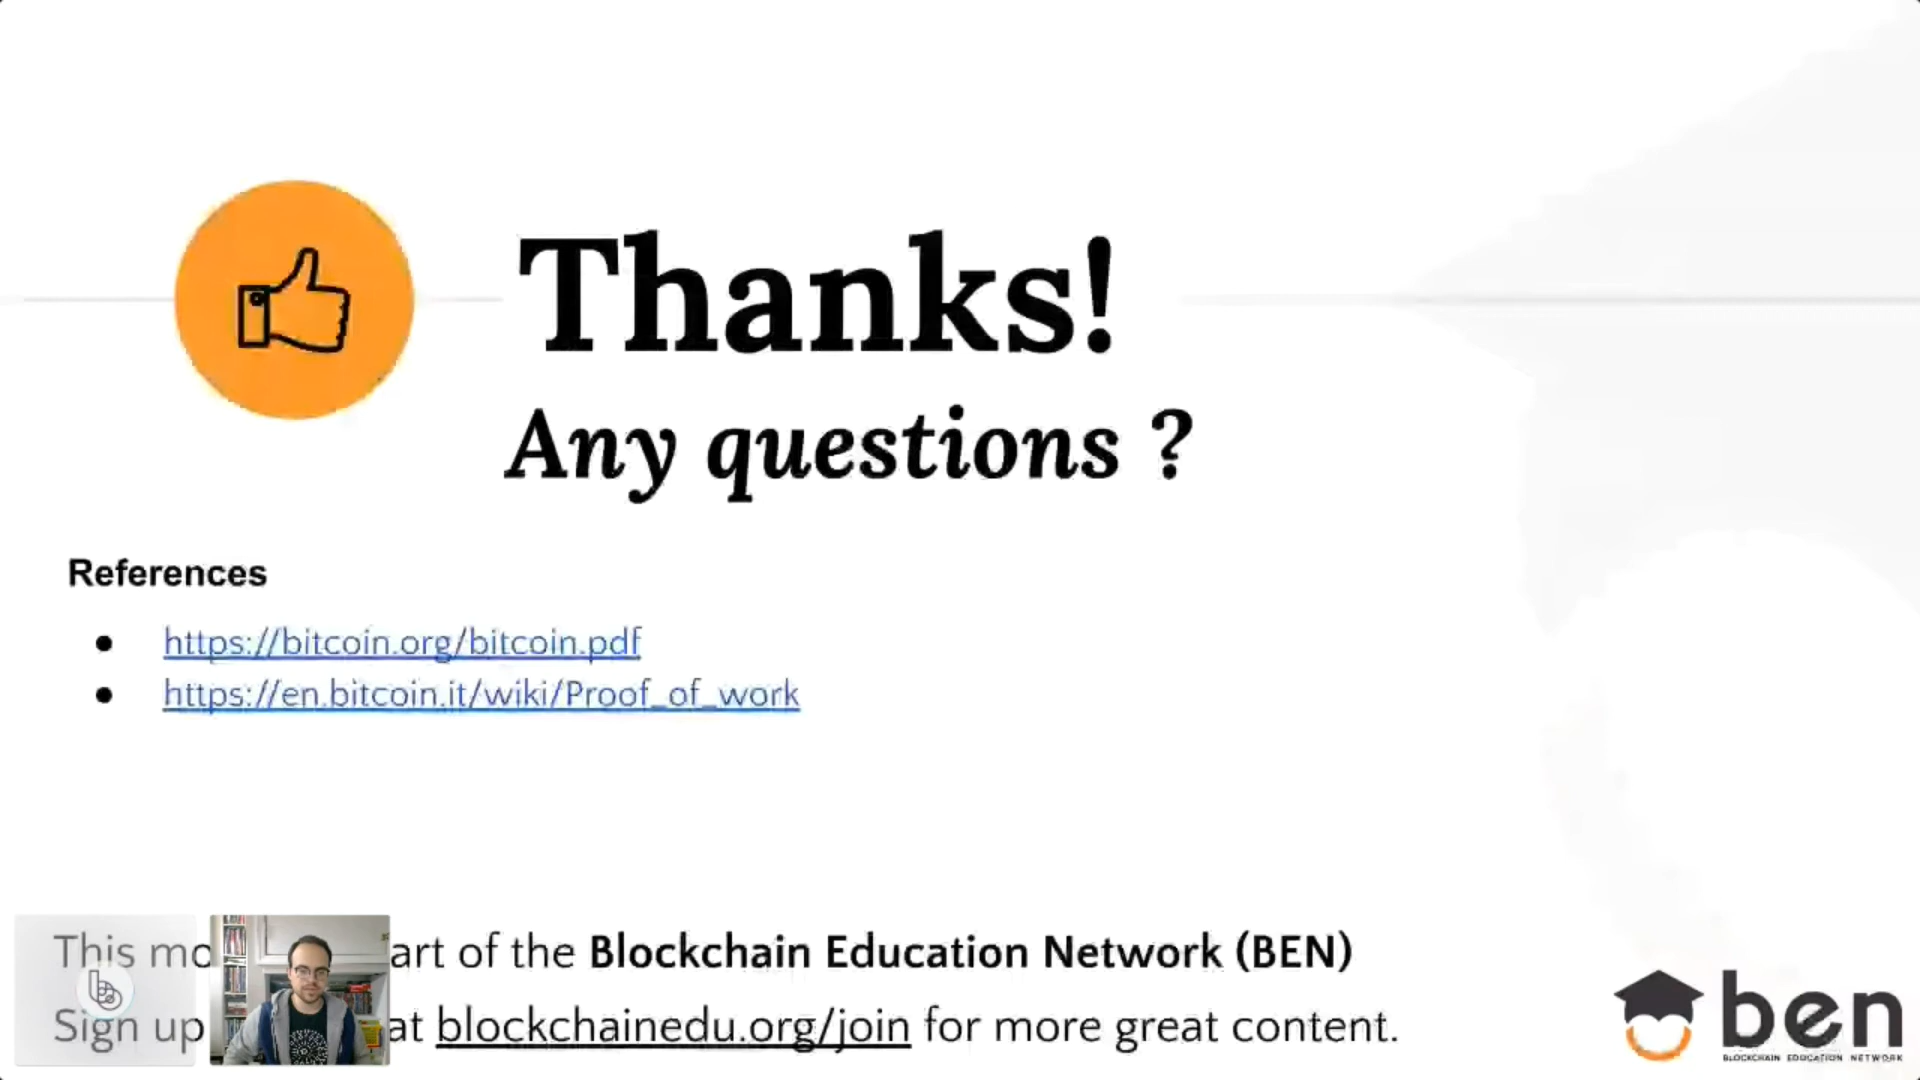 Thanks!
Any questions ?
References
● https://bitcoin.org/bitcoin.pdf
● https://en.bitcoin.it/wiki/Proof_of_work
This mo art of the Blockchain Education Network (BEN)
Sign up at blockchainedu.org/join for more great content.
ben
BLOCKCHAIN EDUCATION NETWORK